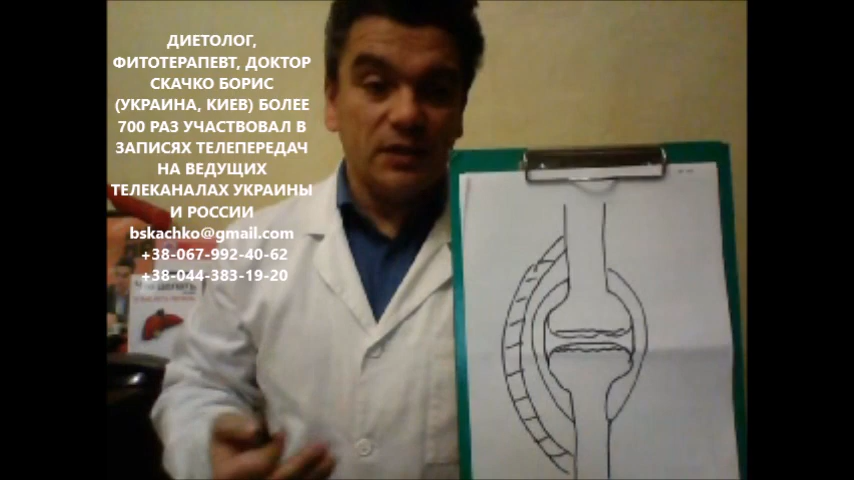 ДИЕТОЛОГ,
ФИТОТЕРАПЕВТ, ДОКТОР
СКАЧКО БОРИС
(УКРАИНА, КИЕВ) БОЛЕЕ
700 РАЗ УЧАСТВОВАЛ В
ЗАПИСЯХ ТЕЛЕПЕРЕДАЧ
НА ВЕДУЩИХ
ТЕЛЕКАНАЛАХ УКРАИНЫ
И РОССИИ
bskachko@gmail.com
+38-067-992-40-62
+38-044-383-19-20